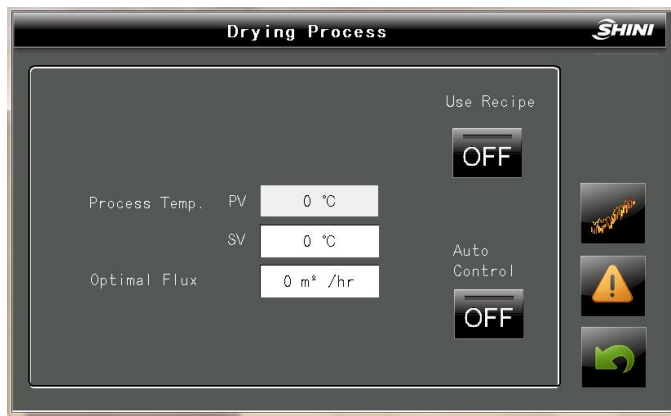 Drying Process
SHINI
Use Recipe
OFF
Process Temp. PV 0 ℃
SV 0 ℃
Auto Control
Optimal Flux 0 m³ /hr
OFF